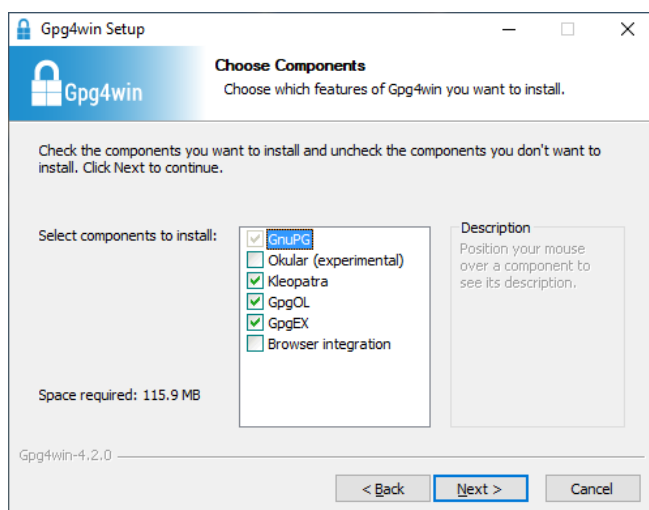 Gpg4win Setup
Gpg4win
Choose Components
Choose which features of Gpg4win you want to install.
Check the components you want to install and uncheck the components you don't want to
install. Click Next to continue.
Select components to install:
GnuPG
Okular (experimental)
Kleopatra
GpgOL
GpgEX
Browser integration
Description
Position your mouse
over a component to
see its description.
Space required: 115.9 MB
Gpg4win-4.2.0
< Back
Next >
Cancel